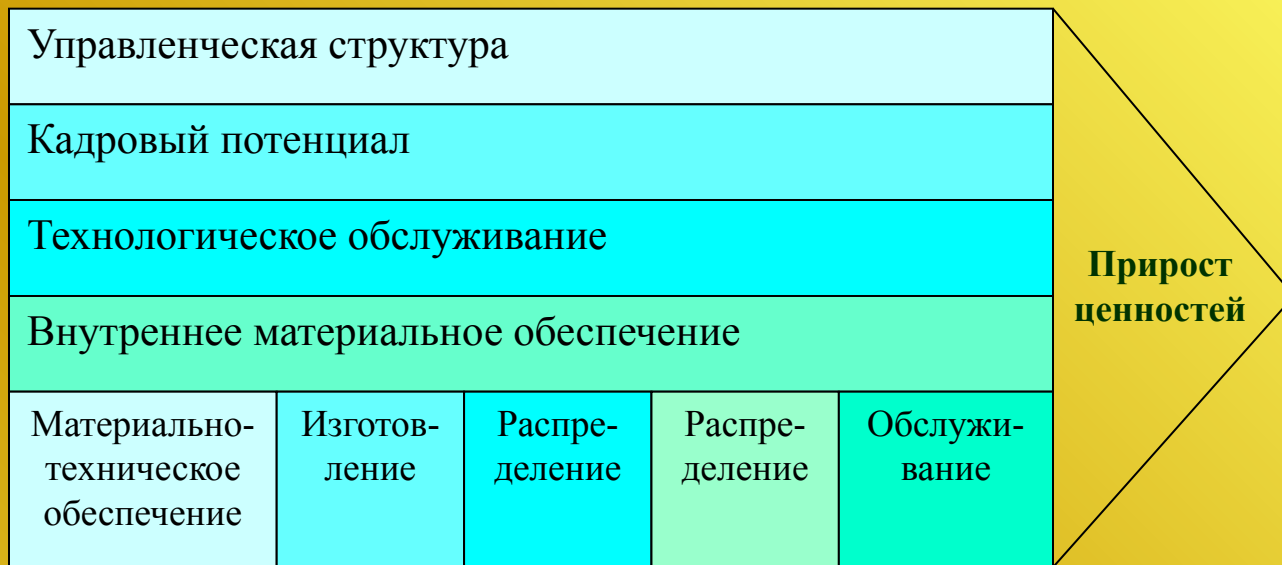 Управленческая структура
Кадровый потенциал
Технологическое обслуживание
Внутреннее материальное обеспечение
Прирост
ценностей
Материально-
техническое
обеспечение
Изготов-
ление
Распре-
деление
Распре-
деление
Обслужи-
вание